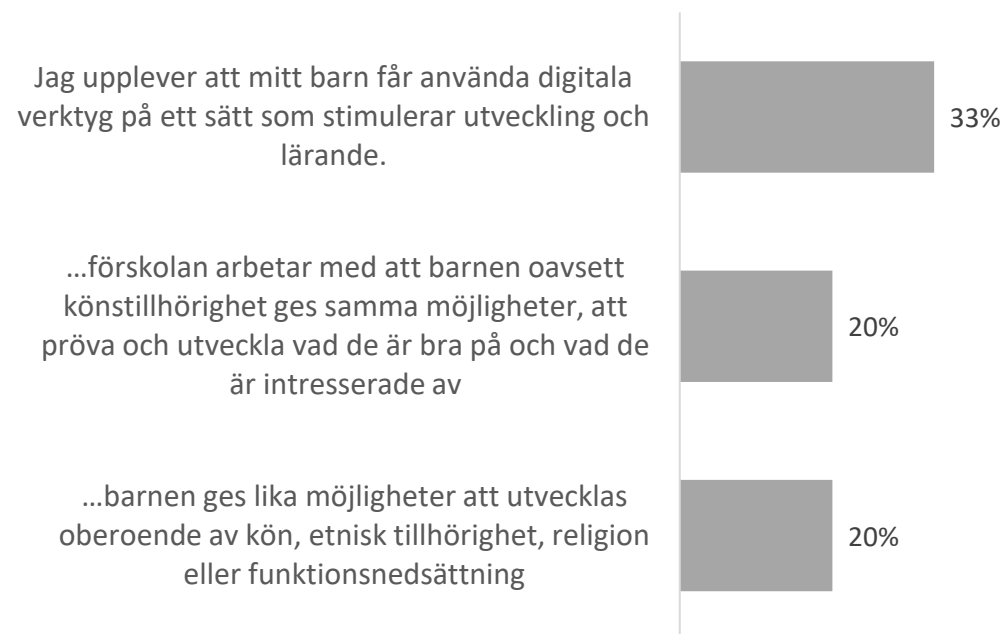 Jag upplever att mitt barn får använda digitala
verktyg på ett sätt som stimulerar utveckling och
lärande.
33%
…förskolan arbetar med att barnen oavsett
könstillhörighet ges samma möjligheter, att
pröva och utveckla vad de är bra på och vad de
är intresserade av
20%
…barnen ges lika möjligheter att utvecklas
oberoende av kön, etnisk tillhörighet, religion
eller funktionsnedsättning
20%